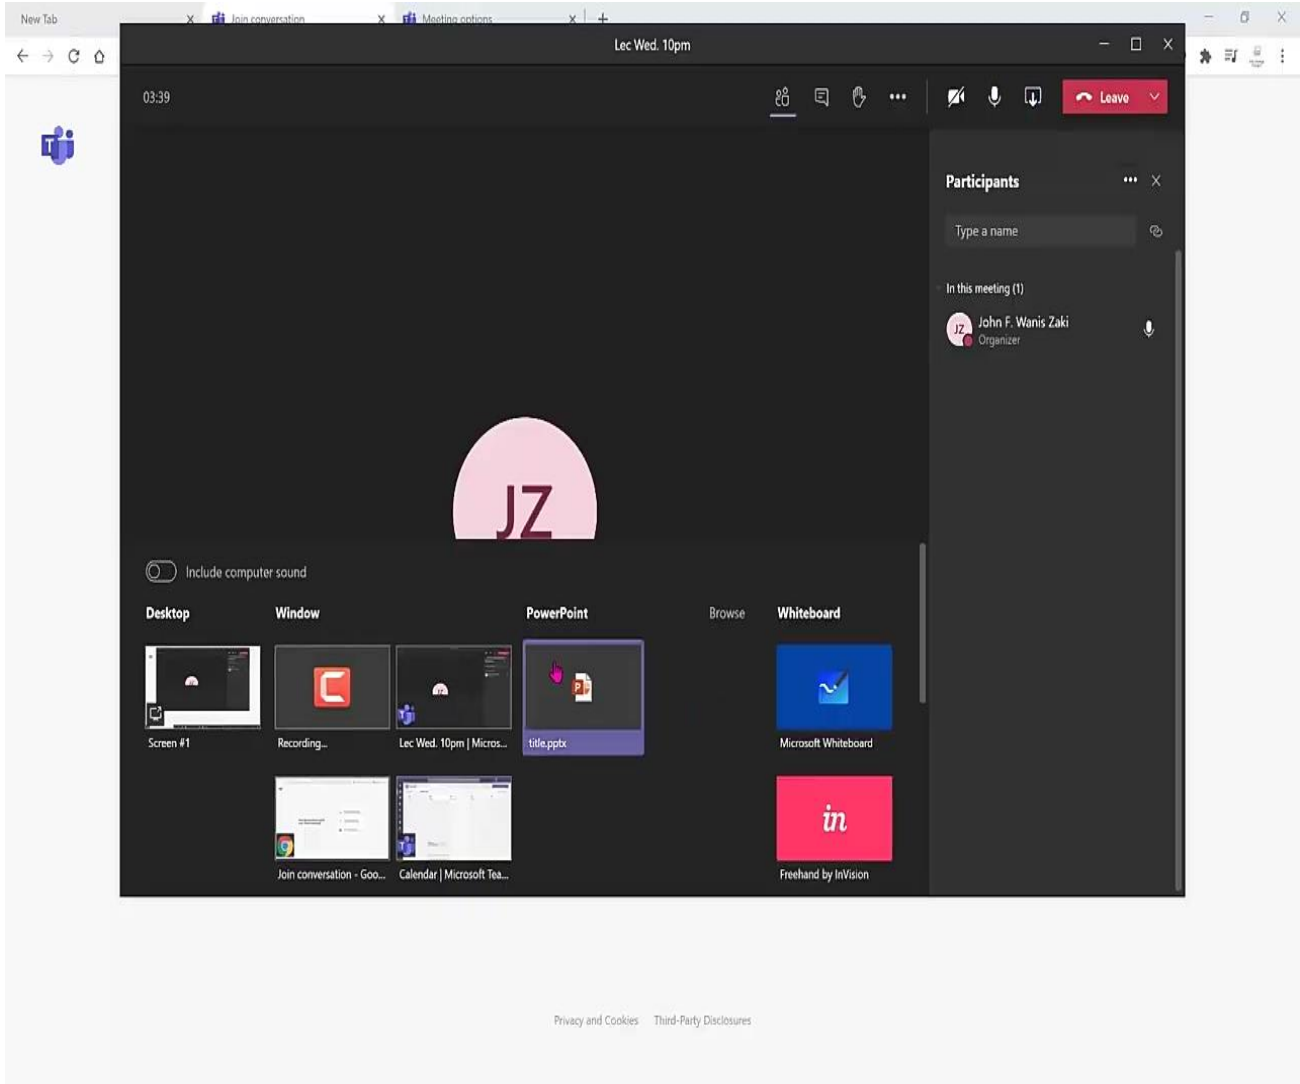 New Tab
Join conversation
Meeting options
Lec Wed. 10pm
03:39
Leave
Participants
Type a name
In this meeting (1)
JZ
John F. Wanis Zaki
Organizer
JZ
Include computer sound
Desktop
Window
PowerPoint
Browse
Whiteboard
Screen #1
Recording...
Lec Wed. 10pm | Micros...
title.pptx
Microsoft Whiteboard
in
Join conversation - Goo...
Calendar | Microsoft Tea...
Freehand by InVision
Privacy and Cookies
Third-Party Disclosures